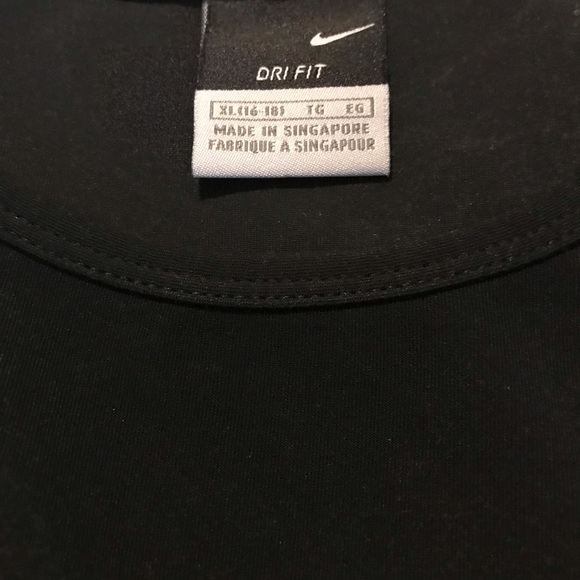 DRI FIT
XL(16-18) TG EG
MADE IN SINGAPORE
FABRIQUE A SINGAPOUR